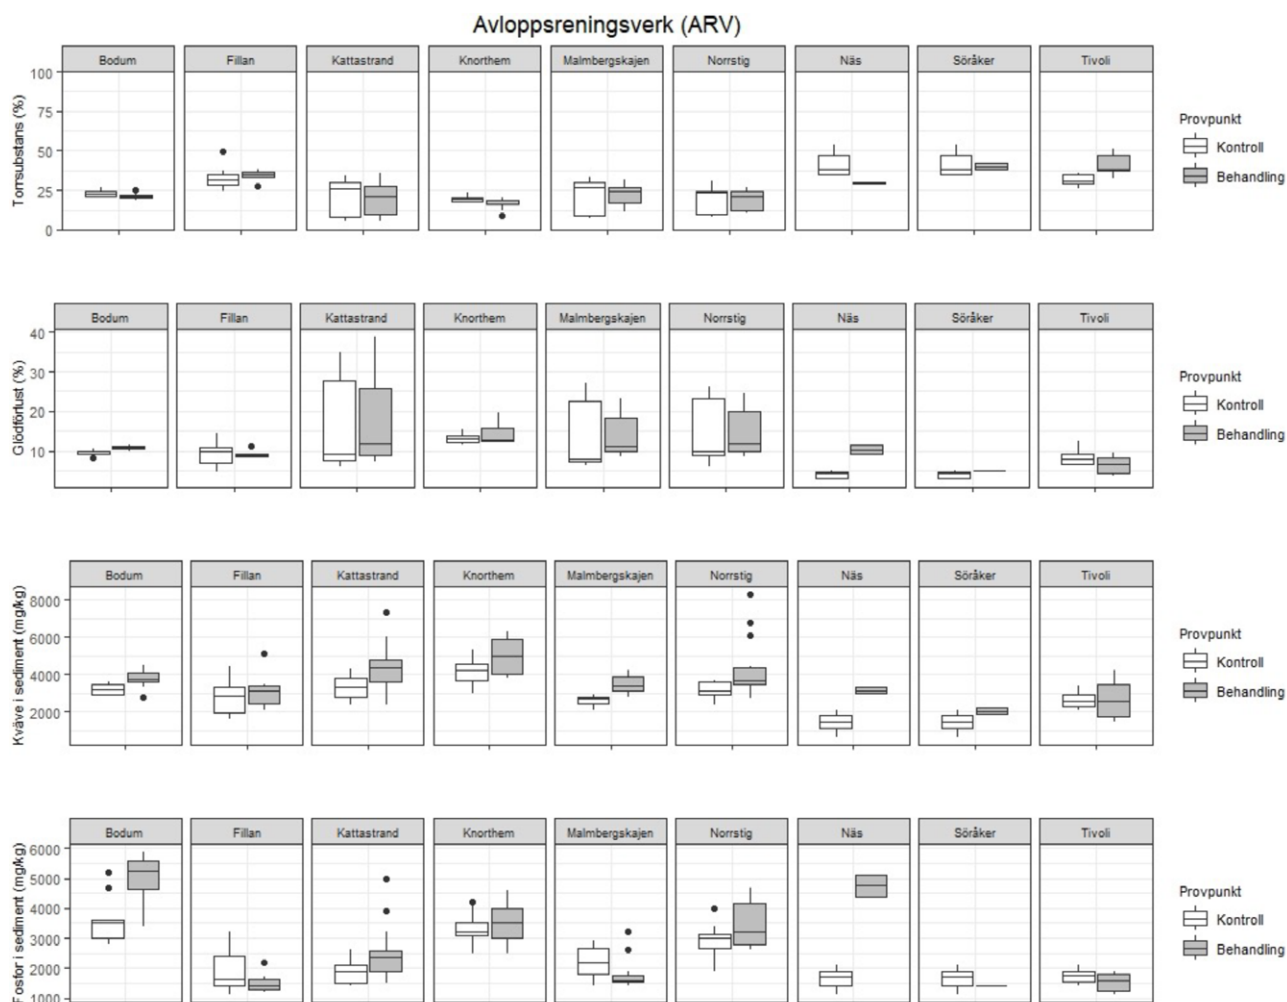 Avloppsreningsverk (ARV)
Bodum Fillan Kattastrand Knorthem Malmbergskajen Norrstig Näs Söråker Tivoli
Torrsubstans (%)
100
75
50
25
0
Provpunkt
Kontroll
Behandling
Bodum Fillan Kattastrand Knorthem Malmbergskajen Norrstig Näs Söråker Tivoli
Glödförlust (%)
40
30
20
10
Provpunkt
Kontroll
Behandling
Bodum Fillan Kattastrand Knorthem Malmbergskajen Norrstig Näs Söråker Tivoli
Kväve i sediment (mg/kg)
8000
6000
4000
2000
Provpunkt
Kontroll
Behandling
Bodum Fillan Kattastrand Knorthem Malmbergskajen Norrstig Näs Söråker Tivoli
Fosfor i sediment (mg/kg)
6000
5000
4000
3000
2000
1000
Provpunkt
Kontroll
Behandling